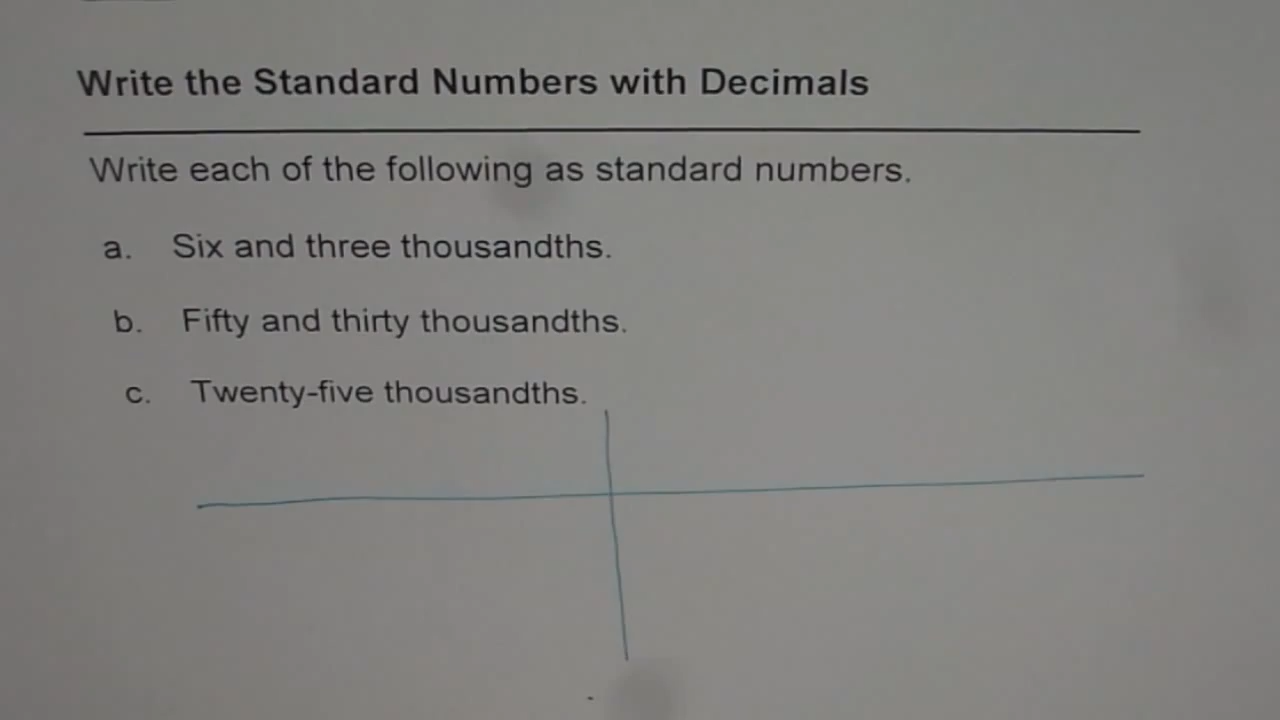 Write the Standard Numbers with Decimals
Write each of the following as standard numbers.
a. Six and three thousandths.
b. Fifty and thirty thousandths.
c. Twenty-five thousandths.